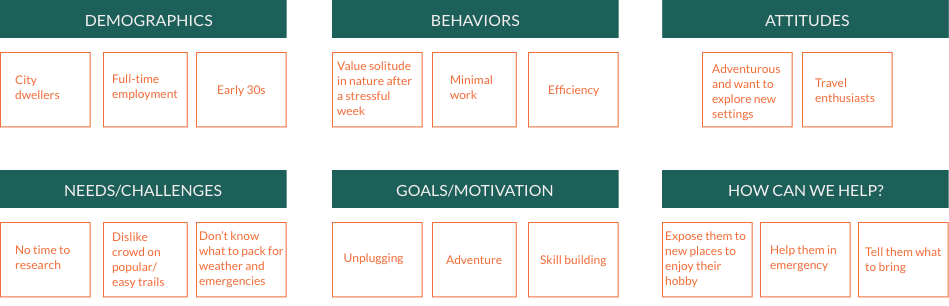 DEMOGRAPHICS
City
dwellers
Full-time
employment
Early 30s
BEHAVIORS
Value solitude
in nature after
a stressful
week
Minimal
work
Efficiency
ATTITUDES
Adventurous
and want to
explore new
settings
Travel
enthusiasts
NEEDS/CHALLENGES
No time to
research
Dislike
crowd on
popular/
easy trails
Don't know
what to pack for
weather and
emergencies
GOALS/MOTIVATION
Unplugging
Adventure
Skill building
HOW CAN WE HELP?
Expose them to
new places to
enjoy their
hobby
Help them in
emergency
Tell them what
to bring